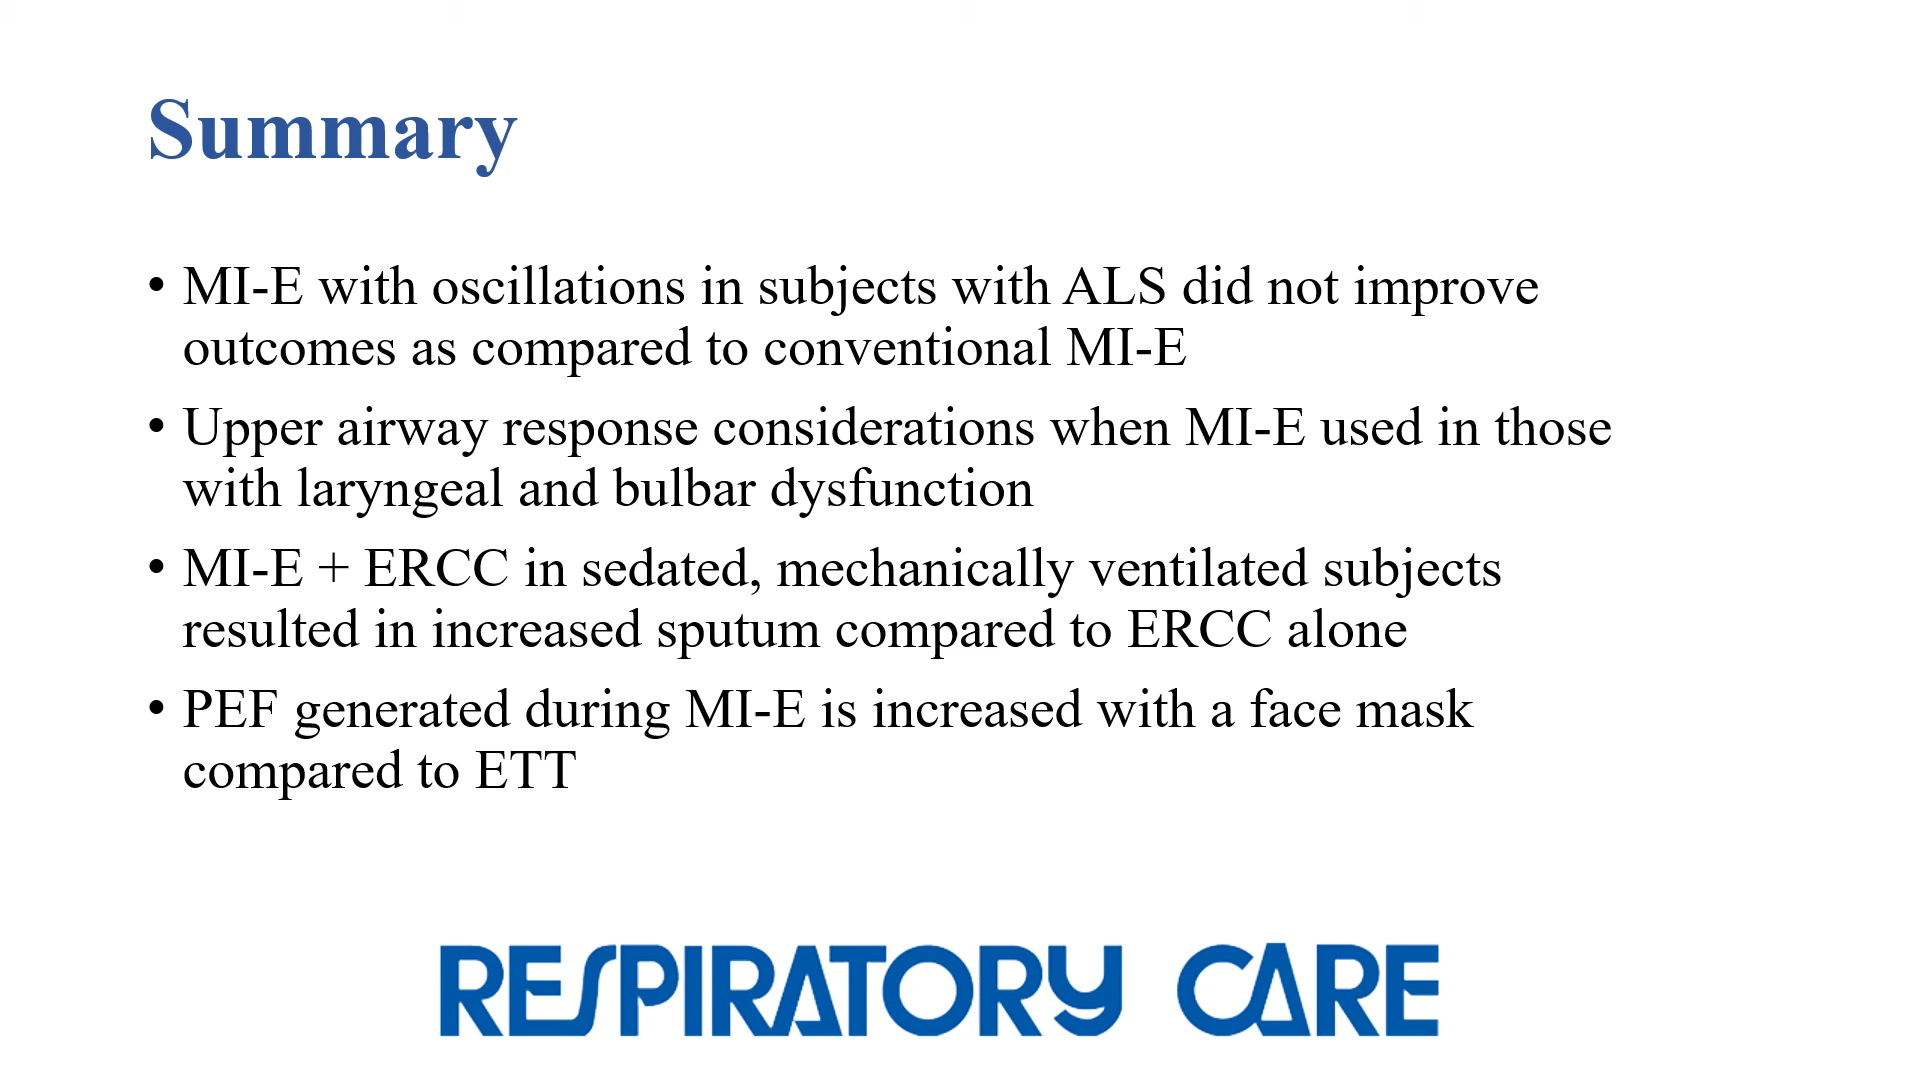 Summary
• MI-E with oscillations in subjects with ALS did not improve
outcomes as compared to conventional MI-E
• Upper airway response considerations when MI-E used in those
with laryngeal and bulbar dysfunction
• MI-E + ERCC in sedated, mechanically ventilated subjects
resulted in increased sputum compared to ERCC alone
• PEF generated during MI-E is increased with a face mask
compared to ETT
RESPIRATORY CARE